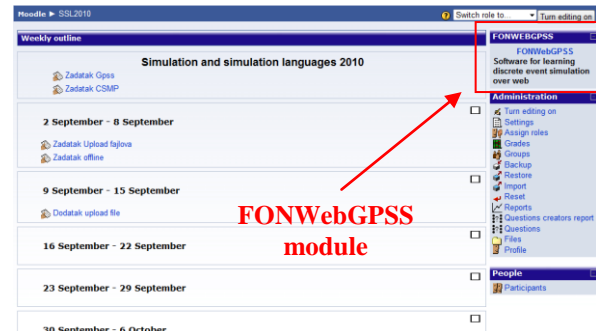 Moodle ► SSL2010
Switch role to...
Turn editing on
Weekly outline
Simulation and simulation languages 2010
Zadatak Gpss
Zadatak CSMP
2 September - 8 September
Zadatak Upload fajlova
Zadatak offline
9 September - 15 September
Dodatak upload file
16 September - 22 September
23 September - 29 September
30 September - 6 October
FONWebGPSS
module
FONWEBGPSS
FONWebGPSS
Software for learning
discrete event simulation
over web
Administration
Turn editing on
Settings
Assign roles
Grades
Groups
Backup
Restore
Import
Reset
Reports
Questions creators report
Questions
Files
Profile
People
Participants